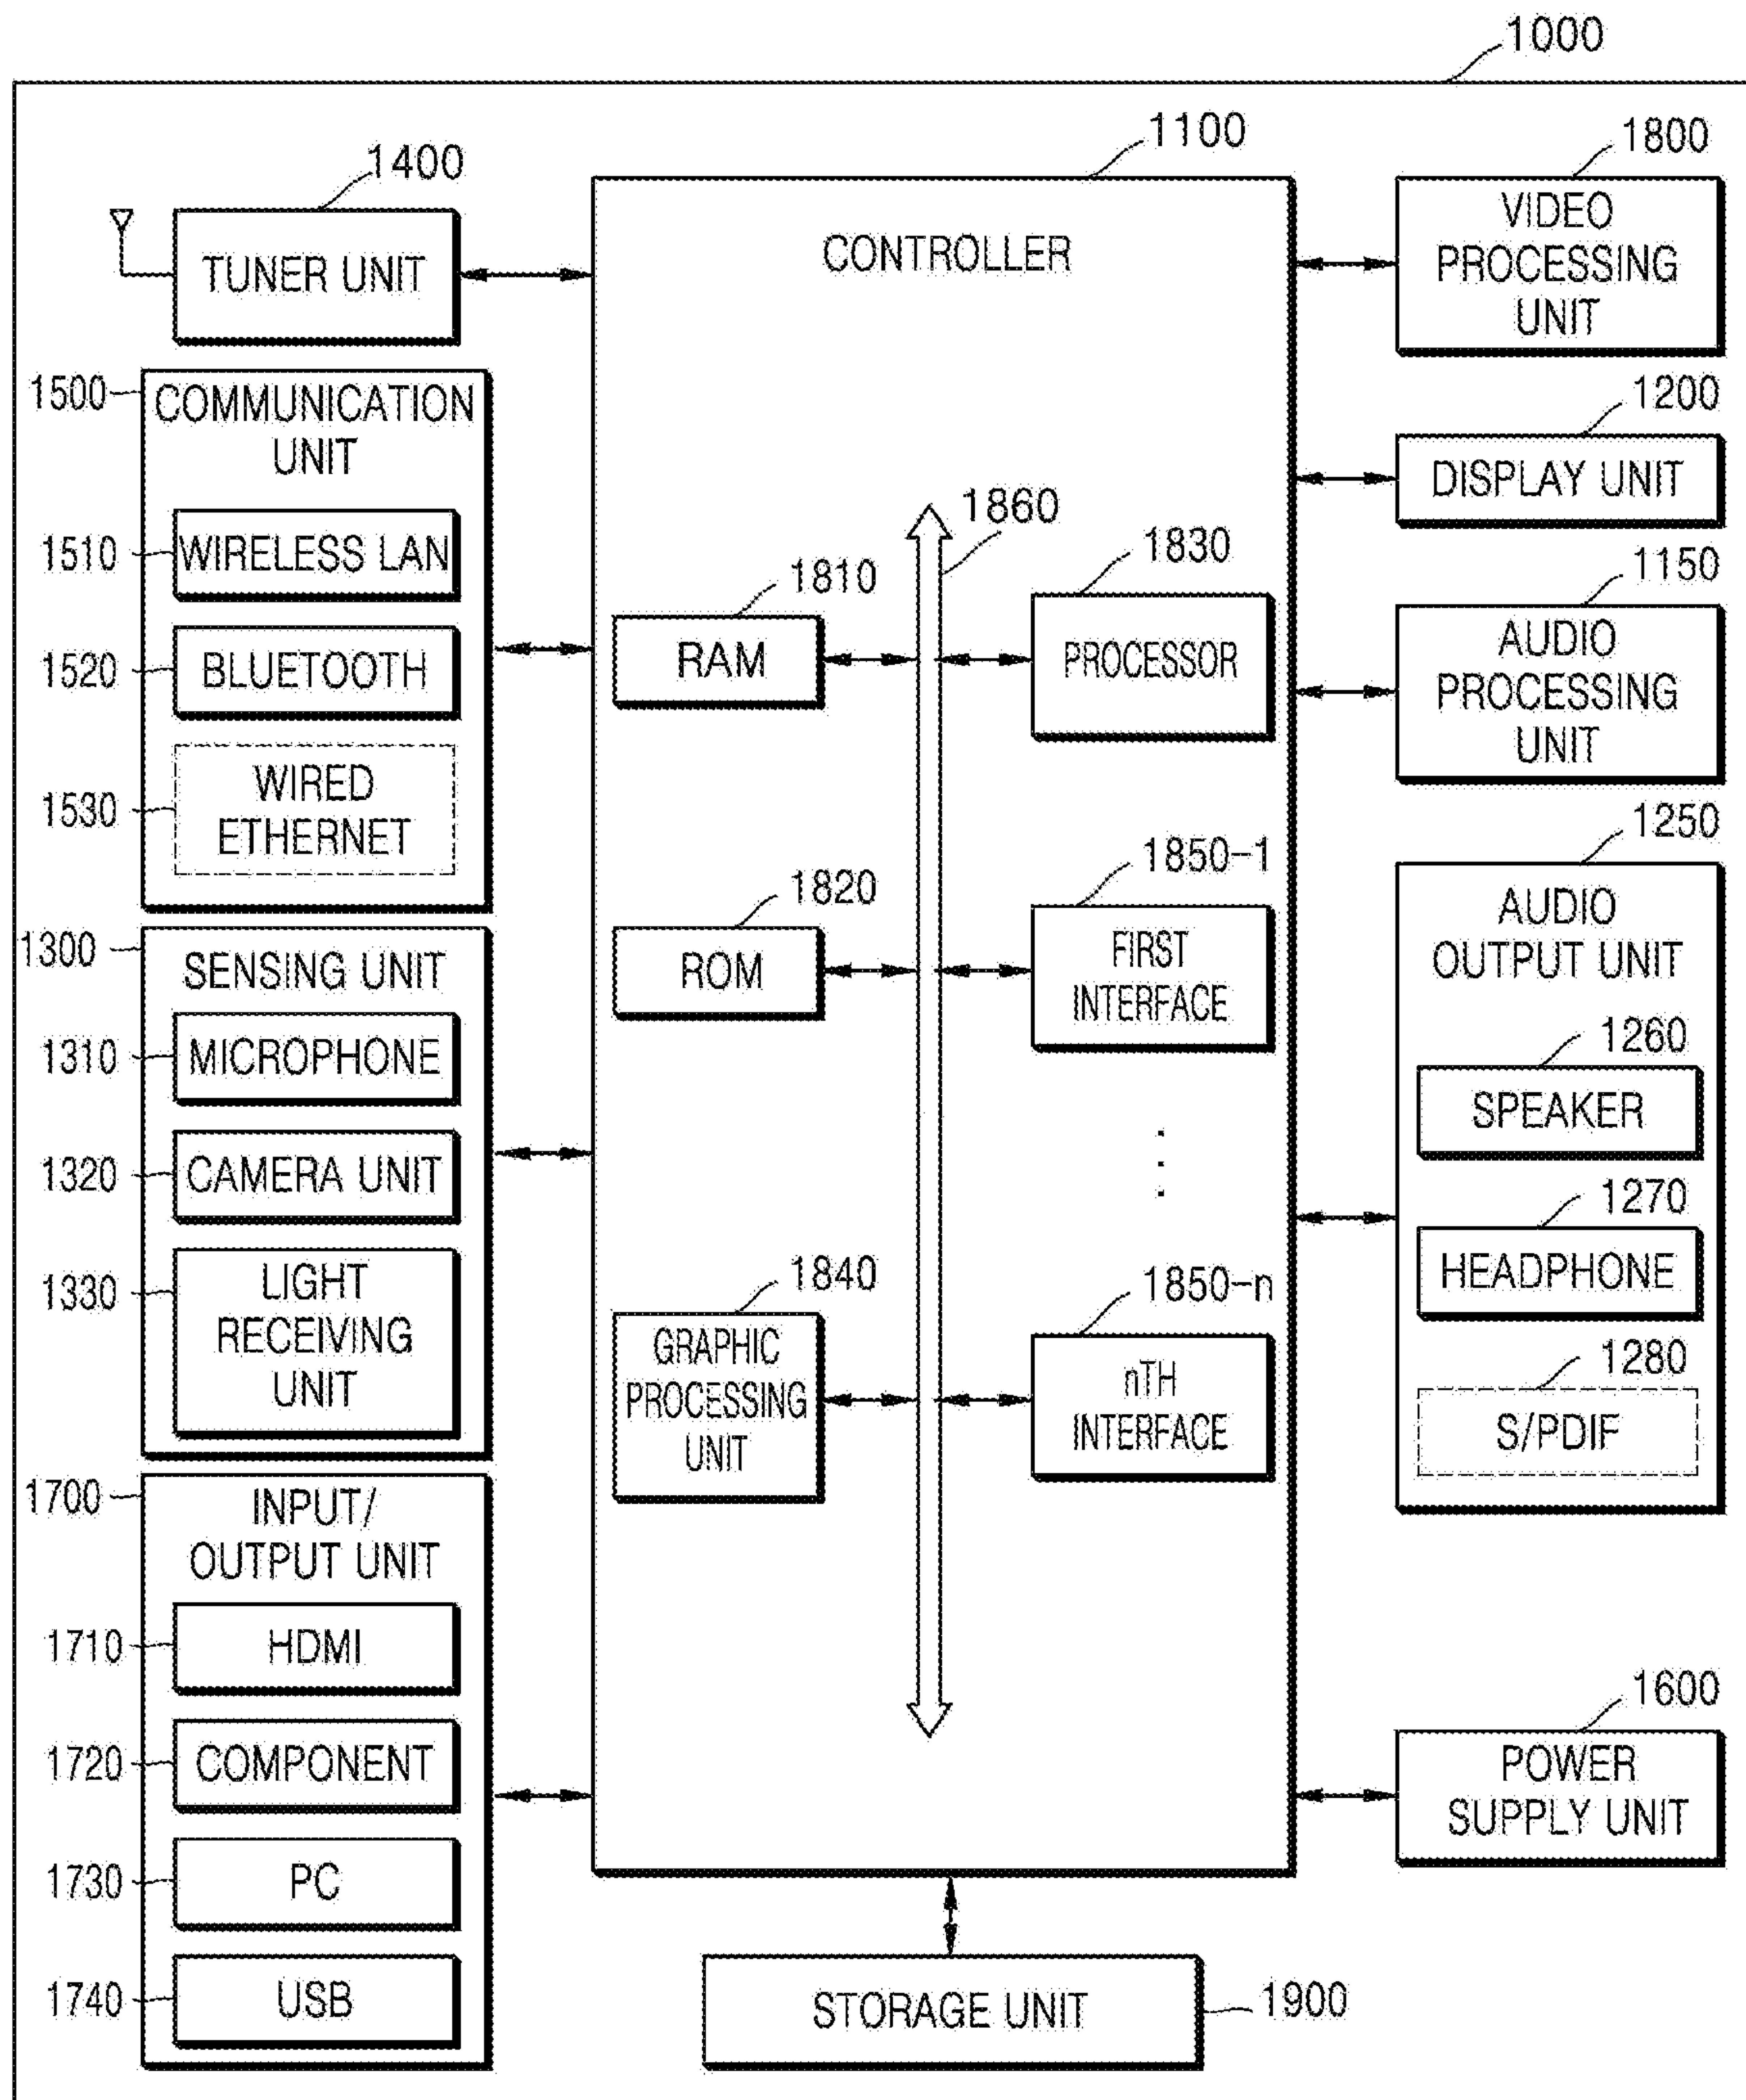 1000
1400
TUNER UNIT
1500
COMMUNICATION
UNIT
1510
WIRELESS LAN
1520
BLUETOOTH
1530
WIRED
ETHERNET
1300
SENSING UNIT
1310
MICROPHONE
1320
CAMERA UNIT
1330
LIGHT
RECEIVING
UNIT
1700
INPUT/
OUTPUT UNIT
1710
HDMI
1720
COMPONENT
1730
PC
1740
USB
1100
CONTROLLER
1860
1810
RAM
1830
PROCESSOR
1820
ROM
1850-1
FIRST
INTERFACE
1840
GRAPHIC
PROCESSING
UNIT
1850-n
nTH
INTERFACE
1800
VIDEO
PROCESSING
UNIT
1200
DISPLAY UNIT
1150
AUDIO
PROCESSING
UNIT
1250
AUDIO
OUTPUT UNIT
1260
SPEAKER
1270
HEADPHONE
1280
S/PDIF
1600
POWER
SUPPLY UNIT
STORAGE UNIT
1900